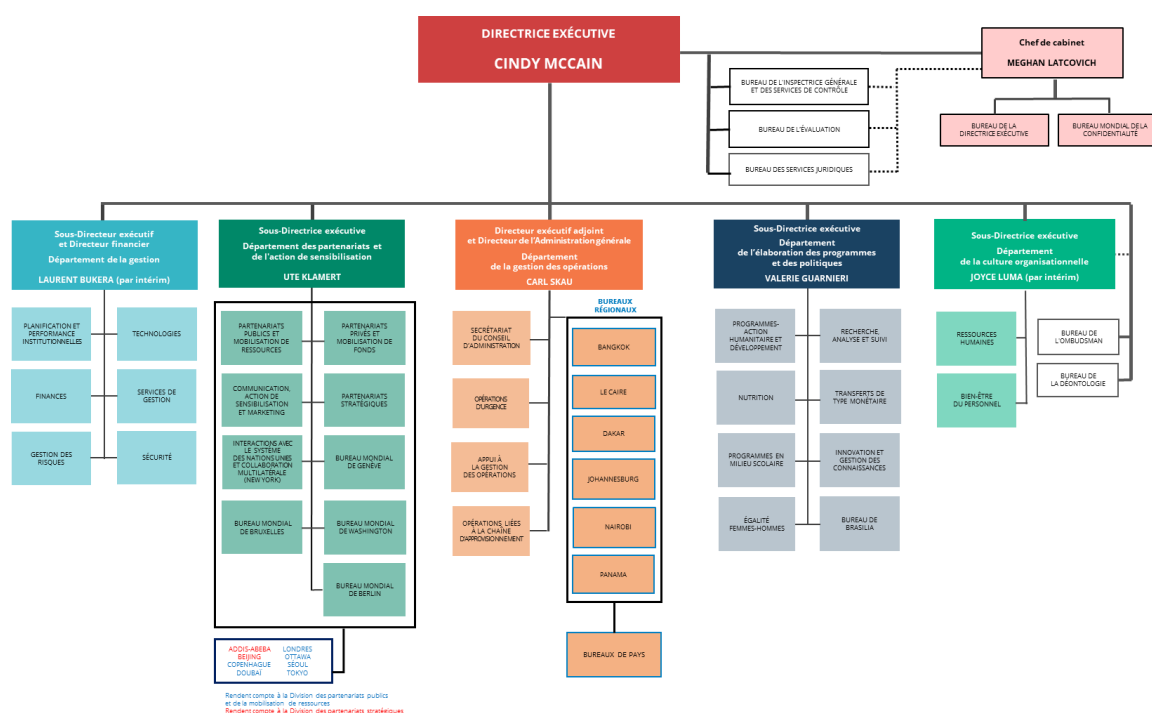 DIRECTRICE EXÉCUTIVE
CINDY MCCAIN
Chef de cabinet
MEGHAN LATCOVICH
BUREAU DE L'INSPECTRICE GÉNÉRALE
ET DES SERVICES DE CONTRÔLE
BUREAU DE L'ÉVALUATION
BUREAU DES SERVICES JURIDIQUES
BUREAU DE LA
DIRECTRICE EXÉCUTIVE
BUREAU MONDIAL DE LA
CONFIDENTIALITÉ
Sous-Directeur exécutif
et Directeur financier
Département de la gestion
LAURENT BUKERA (par intérim)
PLANIFICATION ET
PERFORMANCE
INSTITUTIONNELLES
TECHNOLOGIES
FINANCES
SERVICES DE
GESTION
GESTION DES
RISQUES
SÉCURITÉ
Sous-Directrice exécutive
Département des partenariats et
de l'action de sensibilisation
UTE KLAMERT
PARTENARIATS
PUBLICS ET
MOBILISATION DE
RESSOURCES
PARTENARIATS
PRIVÉS ET
MOBILISATION DE
FONDS
COMMUNICATION,
ACTION DE
SENSIBILISATION
ET MARKETING
PARTENARIATS
STRATÉGIQUES
INTERACTIONS AVEC
LE SYSTÈME
DES NATIONS UNIES
ET COLLABORATION
MULTILATÉRALE
(NEW YORK)
BUREAU MONDIAL
DE GENÈVE
BUREAU MONDIAL
DE BRUXELLES
BUREAU MONDIAL
DE WASHINGTON
BUREAU MONDIAL
DE BERLIN
ADDIS-ABEBA LONDRES
BEIJING OTTAWA
COPENHAGUE SÉOUL
DOUBAÏ TOKYO
Rendent compte à la Division des partenariats publics
et de la mobilisation de ressources
Rendent compte à la Division des partenariats stratégiques
Directeur exécutif adjoint
et Directeur de l'Administration générale
Département
de la gestion des opérations
CARL SKAU
SECRÉTARIAT
DU CONSEIL
D'ADMINISTRATION
OPÉRATIONS
D'URGENCE
APPUI À
LA GESTION
DES OPÉRATIONS
OPÉRATIONS LIÉES
À LA CHAÎNE
D'APPROVISIONNEMENT
BUREAUX
RÉGIONAUX
BANGKOK
LE CAIRE
DAKAR
JOHANNESBURG
NAIROBI
PANAMA
BUREAUX DE PAYS
Sous-Directrice exécutive
Département
de l'élaboration des programmes
et des politiques
VALERIE GUARNIERI
PROGRAMMES-
ACTION
HUMANITAIRE ET
DÉVELOPPEMENT
RECHERCHE,
ANALYSE ET SUIVI
NUTRITION
TRANSFERTS DE
TYPE MONÉTAIRE
PROGRAMMES EN
MILIEU SCOLAIRE
INNOVATION ET
GESTION DES
CONNAISSANCES
ÉGALITÉ
FEMMES-HOMMES
BUREAU DE
BRASILIA
Sous-Directrice exécutive
Département
de la culture organisationnelle
JOYCE LUMA (par intérim)
RESSOURCES
HUMAINES
BUREAU DE
L'OMBUDSMAN
BIEN-ÊTRE
DU PERSONNEL
BUREAU DE
LA DÉONTOLOGIE